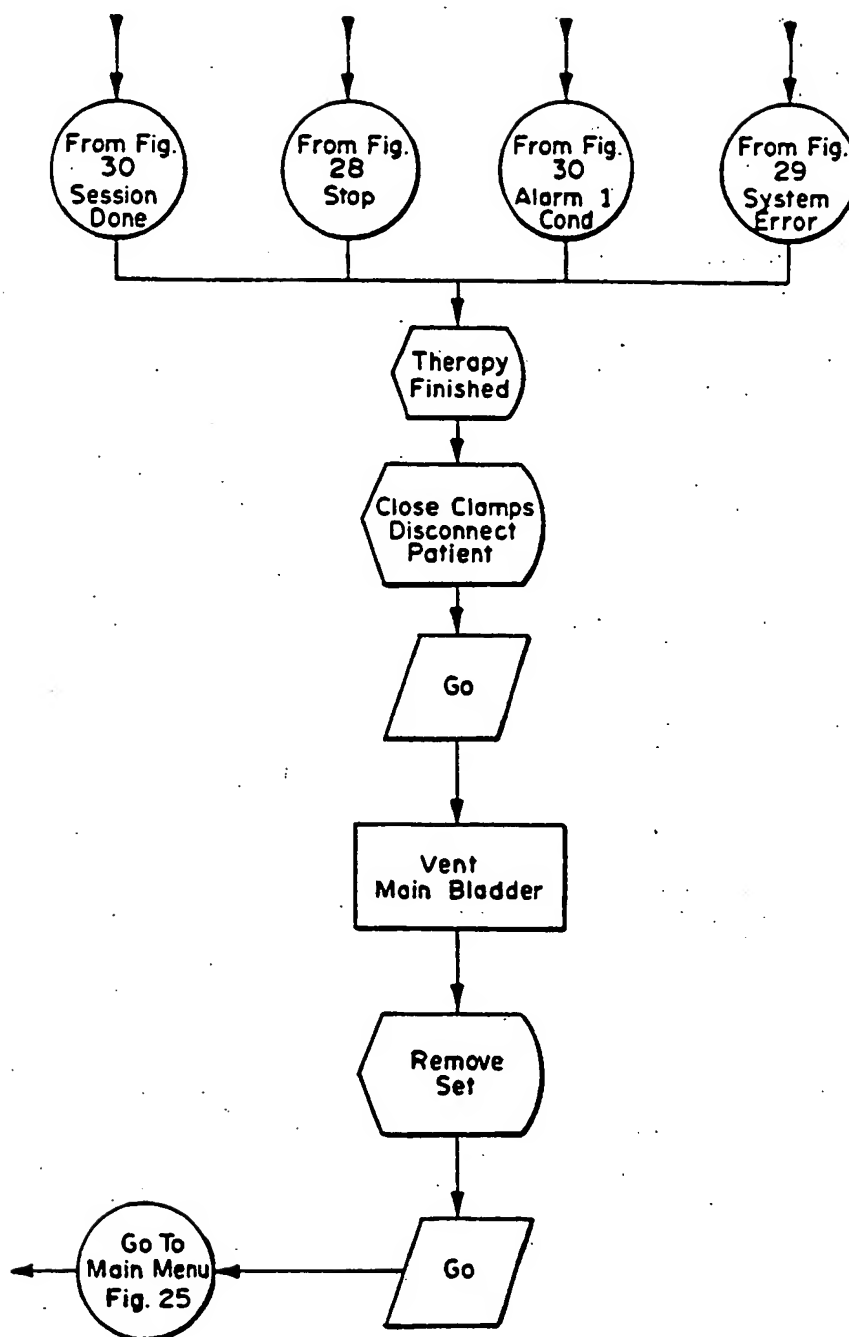 From Fig.
30
Session
Done
From Fig.
28
Stop
From Fig.
30
Alarm 1
Cond
From Fig.
29
System
Error
Therapy
Finished
Close Clamps
Disconnect
Patient
Go
Vent
Main Bladder
Remove
Set
Go
Go To
Main Menu
Fig. 25